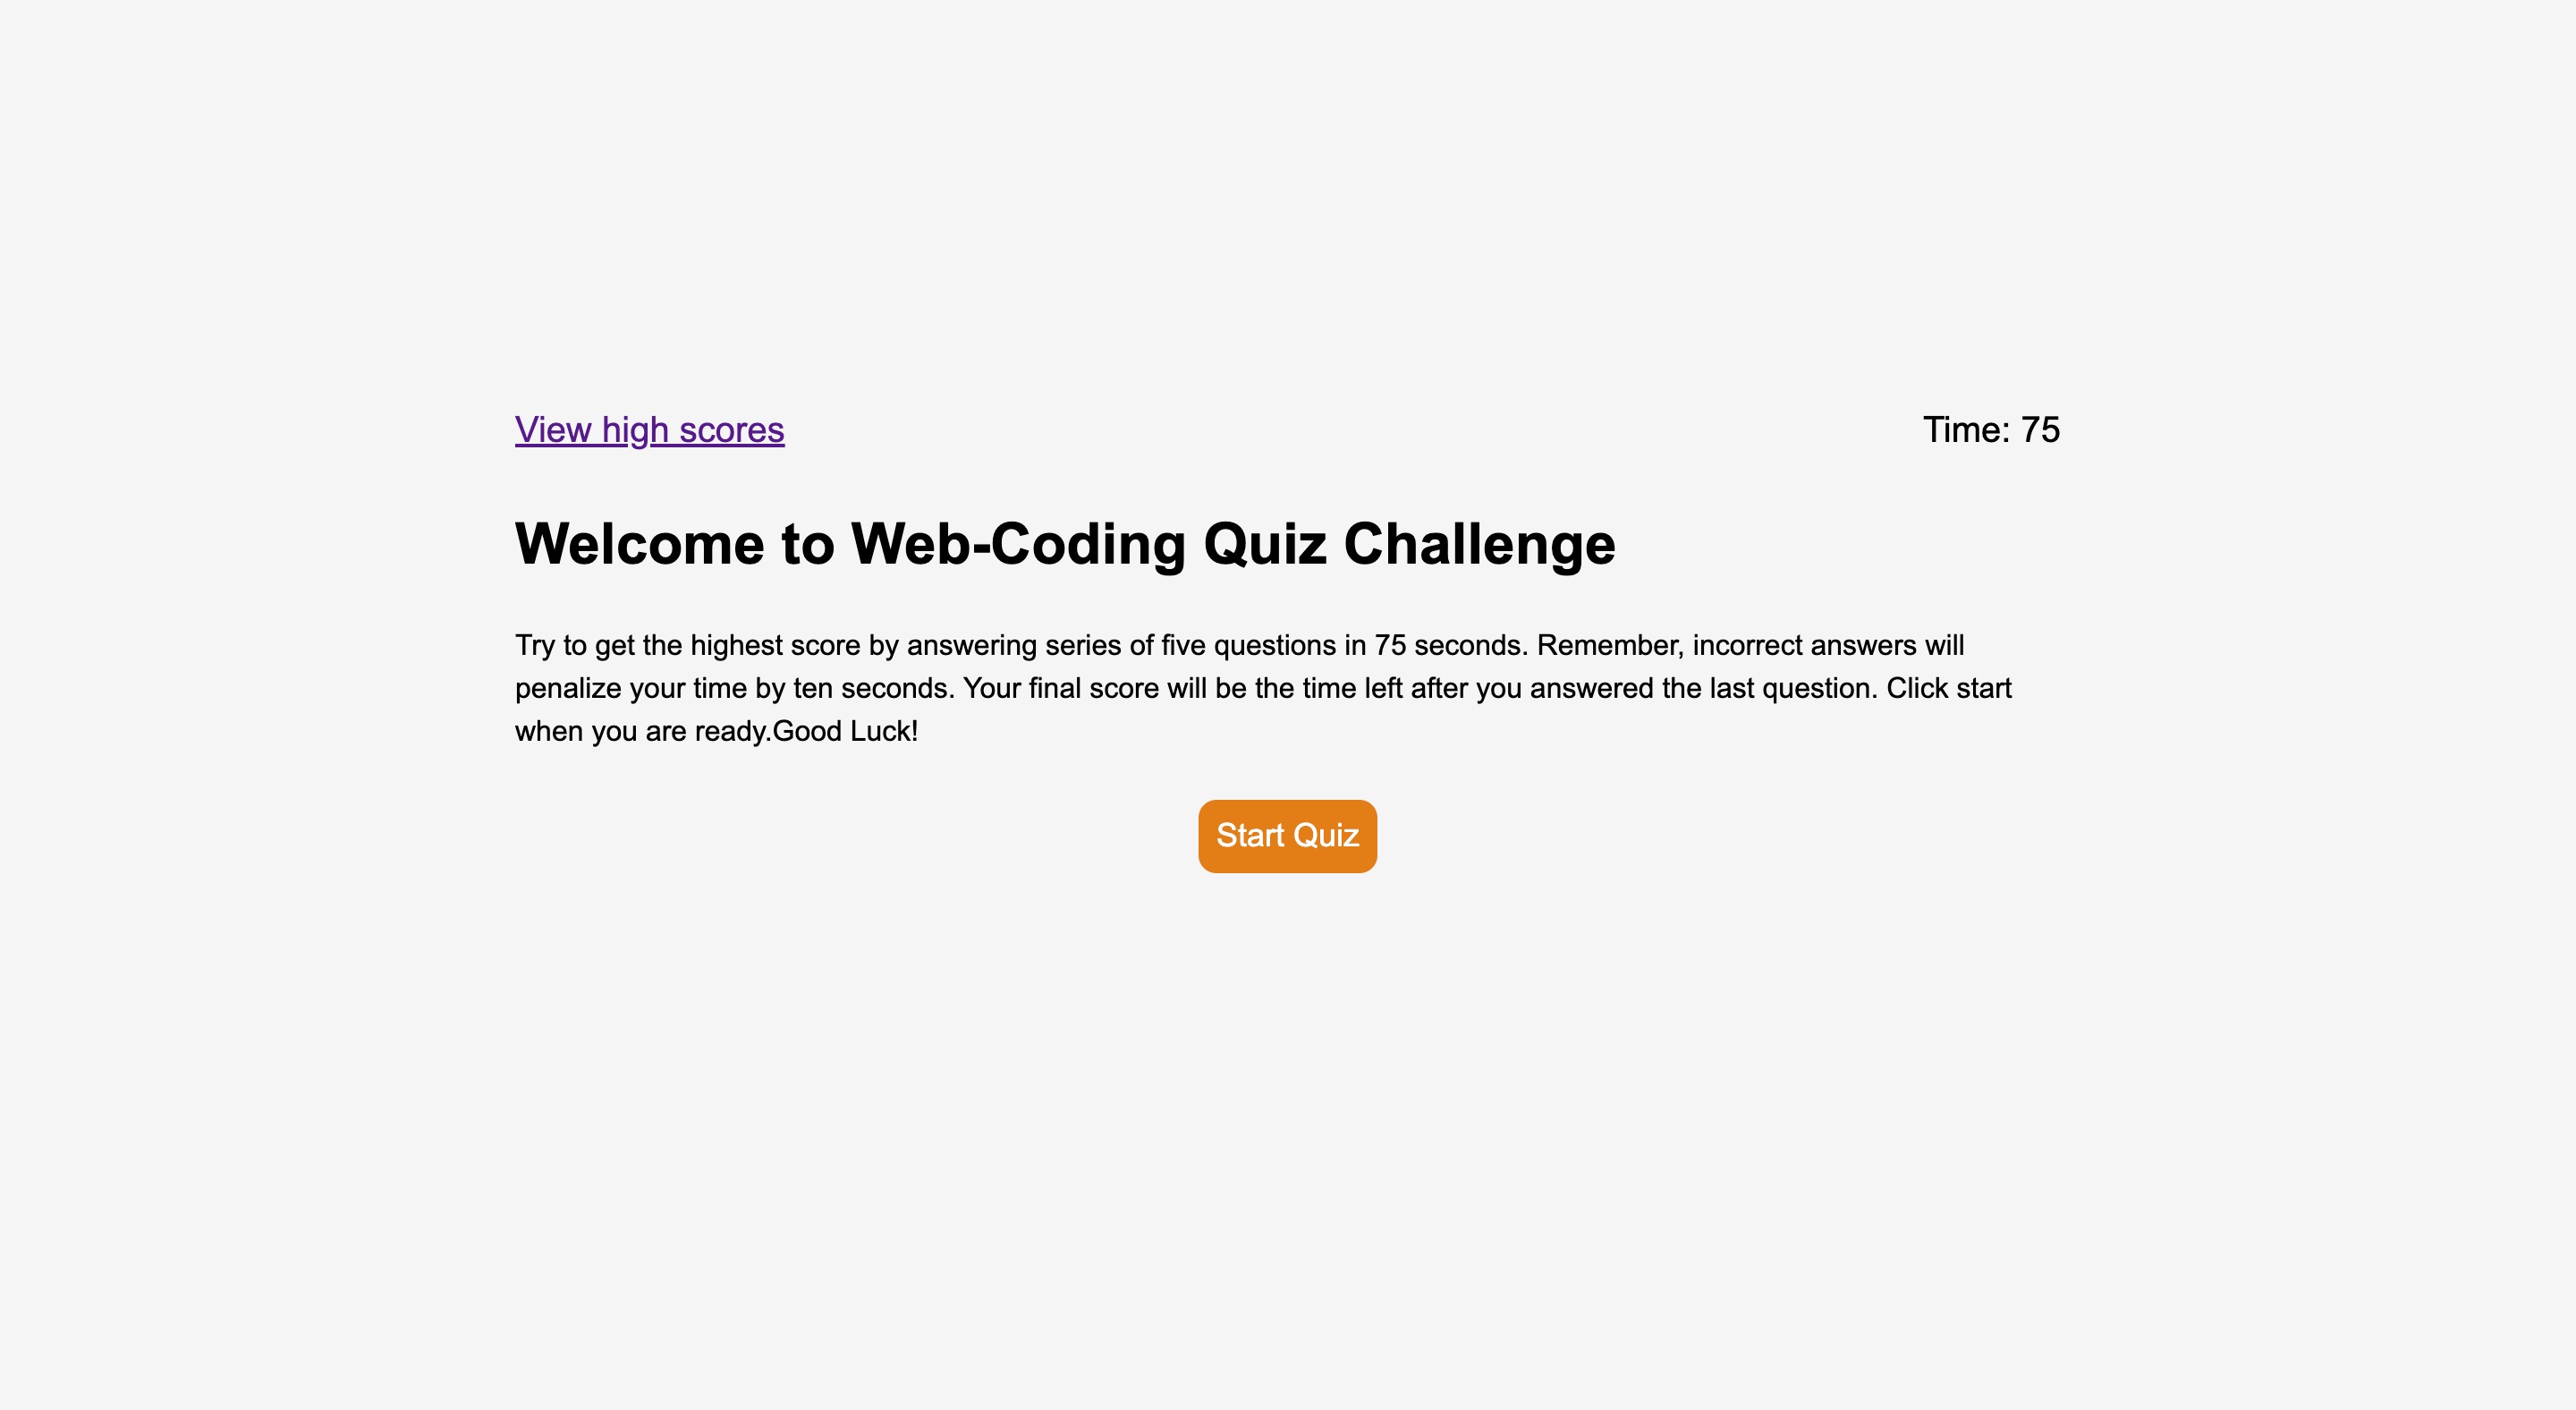 View high scores
Time: 75
Welcome to Web-Coding Quiz Challenge
Try to get the highest score by answering series of five questions in 75 seconds. Remember, incorrect answers will
penalize your time by ten seconds. Your final score will be the time left after you answered the last question. Click start
when you are ready.Good Luck!
Start Quiz